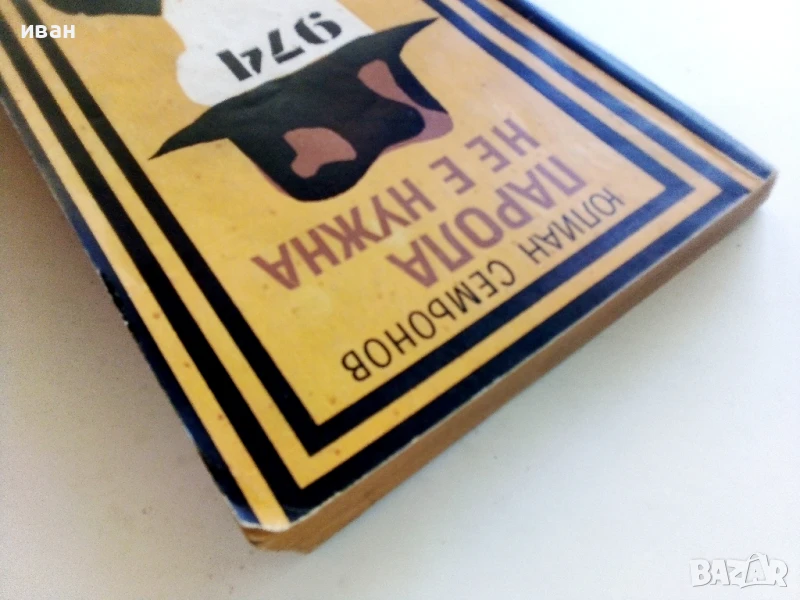 иван
ЮЛИАН СЕМЬОНОВ
ПАРОЛА
НЕ Е НУЖНА
974
BAZAR